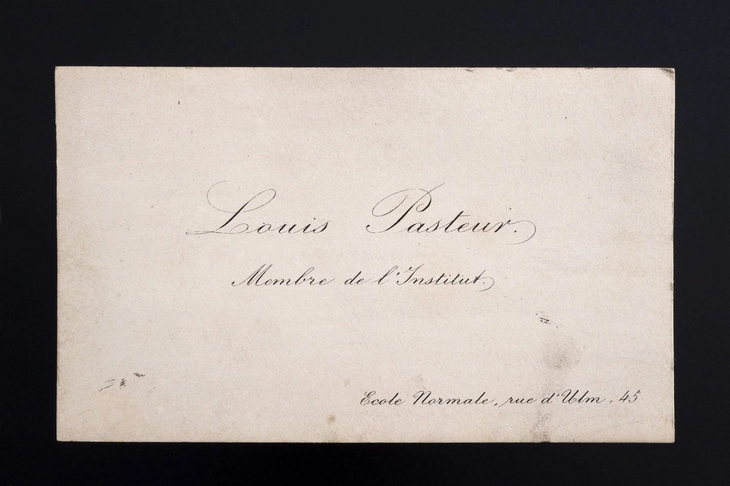 Louis Pasteur.
Membre de l'Institut.
Ecole Normale, rue d'Ulm, 45